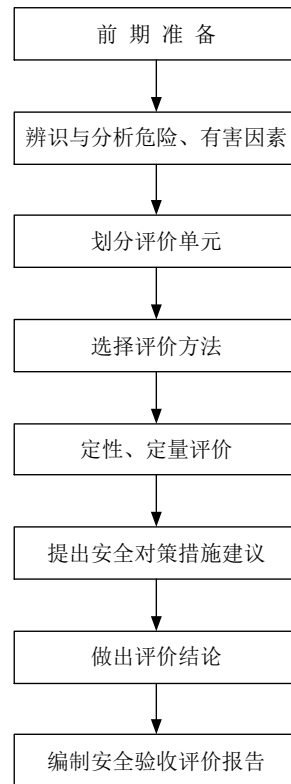 前 期 准 备
辨识与分析危险、有害因素
划分评价单元
选择评价方法
定性、定量评价
提出安全对策措施建议
做出评价结论
编制安全验收评价报告